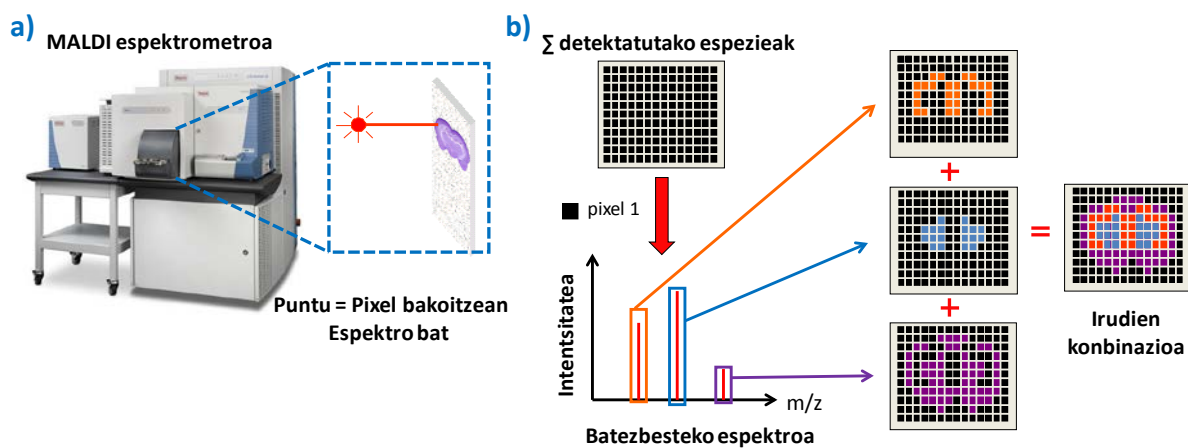 a)
MALDI espektrometroa
Puntu = Pixel bakoitzean
Espektro bat
b)
∑ detektatutako espezieak
pixel 1
Intentsitatea
m/z
Batezbesteko espektroa
+
+
=
Irudien
konbinazioa